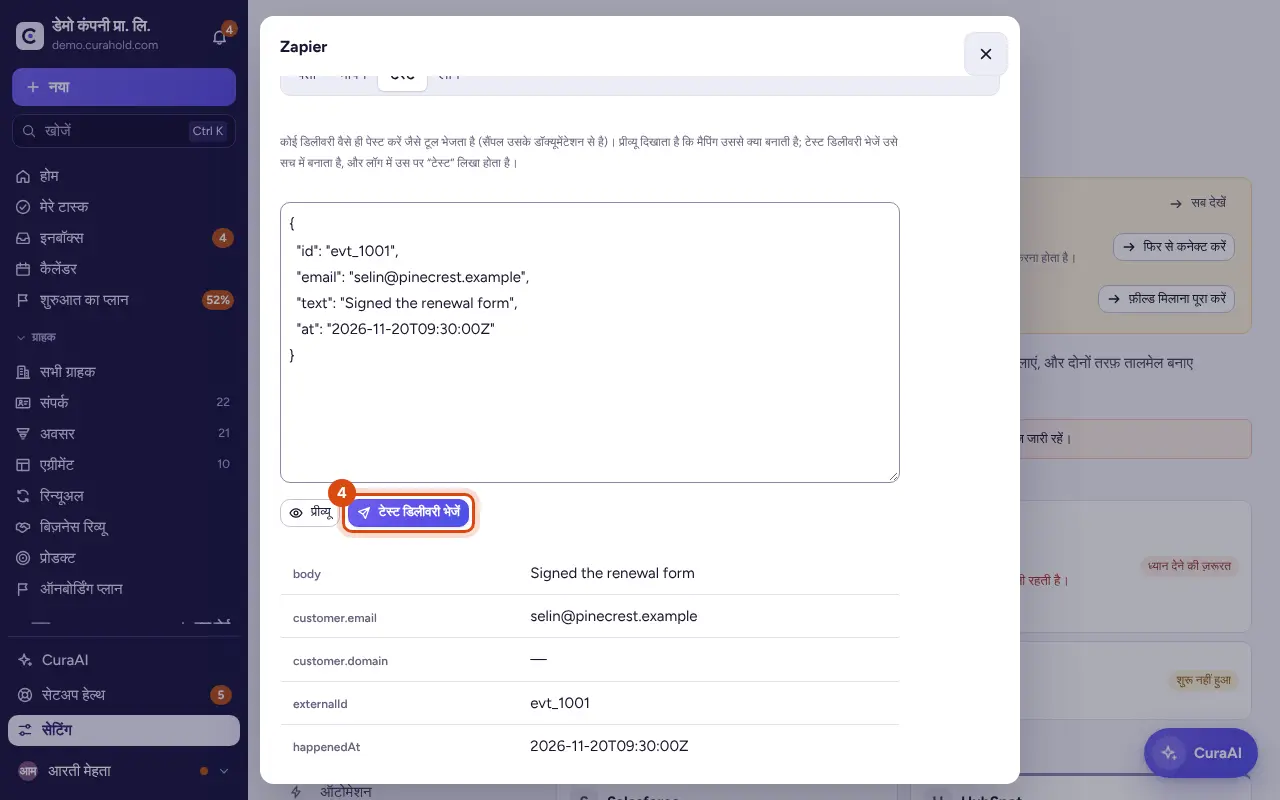 डेमो कंपनी प्रा. लि.
demo.curahold.com
4
नया
खोजें
Ctrl K
होम
मेरे टास्क
इनबॉक्स
4
कैलेंडर
शुरुआत का प्लान
52%
ग्राहक
सभी ग्राहक
संपर्क
22
अवसर
21
एग्रीमेंट
10
रिन्यूअल
बिज़नेस रिव्यू
प्रोडक्ट
ऑनबोर्डिंग प्लान
CuraAI
सेटअप हेल्थ
5
सेटिंग
आम
आरती मेहता
Zapier
टेस्ट
कोई डिलीवरी वैसे ही पेस्ट करें जैसे टूल भेजता है (सैंपल उसके डॉक्यूमेंटेशन से है)। प्रीव्यू दिखाता है कि मैपिंग उससे क्या बनाती है; टेस्ट डिलीवरी भेजें उसे
सच में बनाता है, और लॉग में उस पर "टेस्ट" लिखा होता है।
{
"id": "evt_1001",
"email": "selin@pinecrest.example",
"text": "Signed the renewal form",
"at": "2026-11-20T09:30:00Z"
}
4
प्रीव्यू
टेस्ट डिलीवरी भेजें
body
Signed the renewal form
customer.email
selin@pinecrest.example
customer.domain
—
externalId
evt_1001
happenedAt
2026-11-20T09:30:00Z
सब देखें
फिर से कनेक्ट करें
करना होता है।
फ़ील्ड मिलाना पूरा करें
और दोनों तरफ़ तालमेल बनाए
जारी रहें।
ध्यान देने की ज़रूरत
रहती है।
शुरू नहीं हुआ
CuraAI
ऑटोमेशन
Salesforce
HubSpot